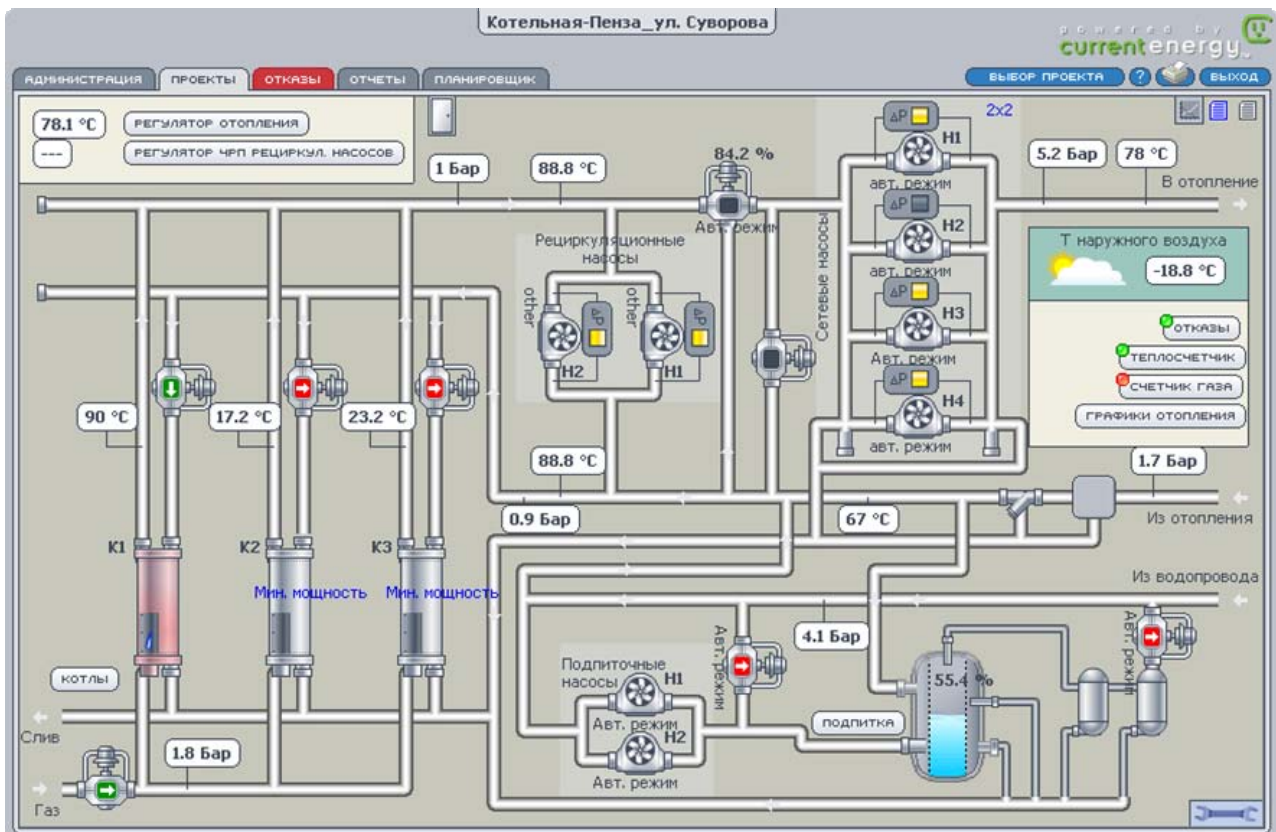 Котельная-Пенза_ул. Суворова
powered by
currentenergy
АДМИНИСТРАЦИЯ ПРОЕКТЫ ОТКАЗЫ ОТЧЕТЫ ПЛАНИРОВЩИК
ВЫБОР ПРОЕКТА ? ВЫХОД
78.1 °C РЕГУЛЯТОР ОТОПЛЕНИЯ
--- РЕГУЛЯТОР ЧРП РЕЦИРКУЛ. НАСОСОВ
1 Бар
88.8 °C
84.2 %
Авт. режим
Сетевые насосы
2x2
ΔP
H1
авт. режим
ΔP
H2
авт. режим
ΔP
H3
Авт. режим
ΔP
H4
авт. режим
5.2 Бар
78 °C
В отопление
Т наружного воздуха
-18.8 °C
ОТКАЗЫ
ТЕПЛОСЧЕТЧИК
СЧЕТЧИК ГАЗА
ГРАФИКИ ОТОПЛЕНИЯ
Рециркуляционные
насосы
other
ΔP
H2
other
ΔP
H1
90 °C
17.2 °C
23.2 °C
88.8 °C
0.9 Бар
67 °C
1.7 Бар
Из отопления
K1
K2
K3
Мин. мощность
Мин. мощность
Из водопровода
4.1 Бар
Авт. режим
Авт. режим
Подпиточные
насосы
H1
Авт. режим
H2
Авт. режим
ПОДПИТКА
55.4 %
КОТЛЫ
Слив
1.8 Бар
Газ